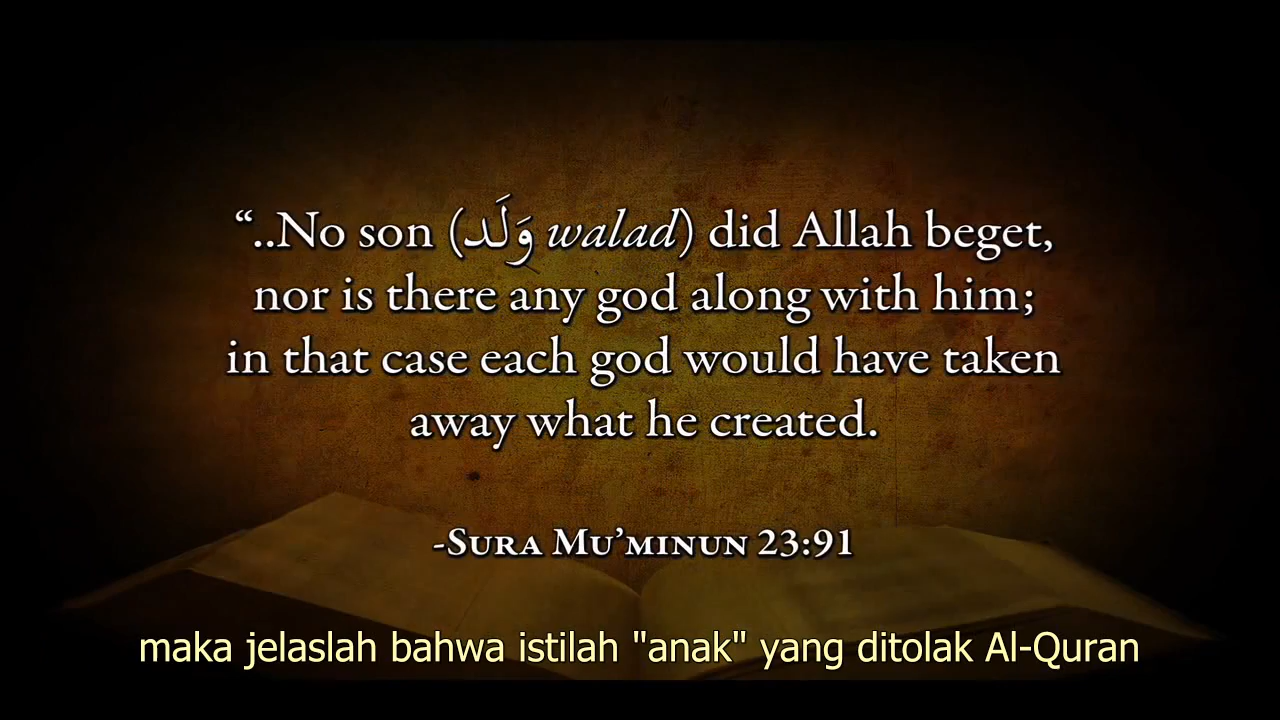 “..No son (وَلَد walad) did Allah beget,
nor is there any god along with him;
in that case each god would have taken
away what he created.
-Sura Mu’minun 23:91
maka jelaslah bahwa istilah "anak" yang ditolak Al-Quran